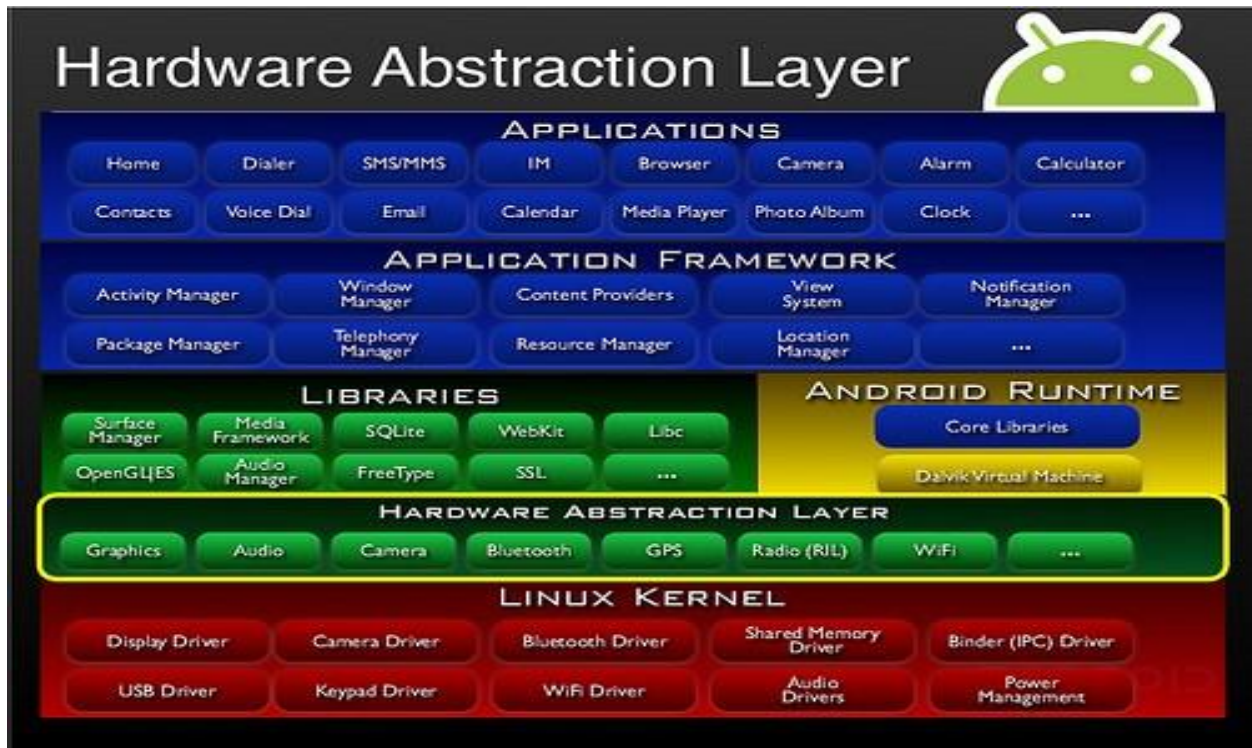 Hardware Abstraction Layer
APPLICATIONS
Home Dialer SMS/MMS IM Browser Camera Alarm Calculator
Contacts Voice Dial Email Calendar Media Player Photo Album Clock ...
APPLICATION FRAMEWORK
Activity Manager Window Manager Content Providers View System Notification Manager
Package Manager Telephony Manager Resource Manager Location Manager ...
LIBRARIES
Surface Manager Media Framework SQLite WebKit Libc
OpenGL|ES Audio Manager FreeType SSL ...
ANDROID RUNTIME
Core Libraries
Dalvik Virtual Machine
HARDWARE ABSTRACTION LAYER
Graphics Audio Camera Bluetooth GPS Radio (RIL) WiFi ...
LINUX KERNEL
Display Driver Camera Driver Bluetooth Driver Shared Memory Driver Binder (IPC) Driver
USB Driver Keypad Driver WiFi Driver Audio Drivers Power Management